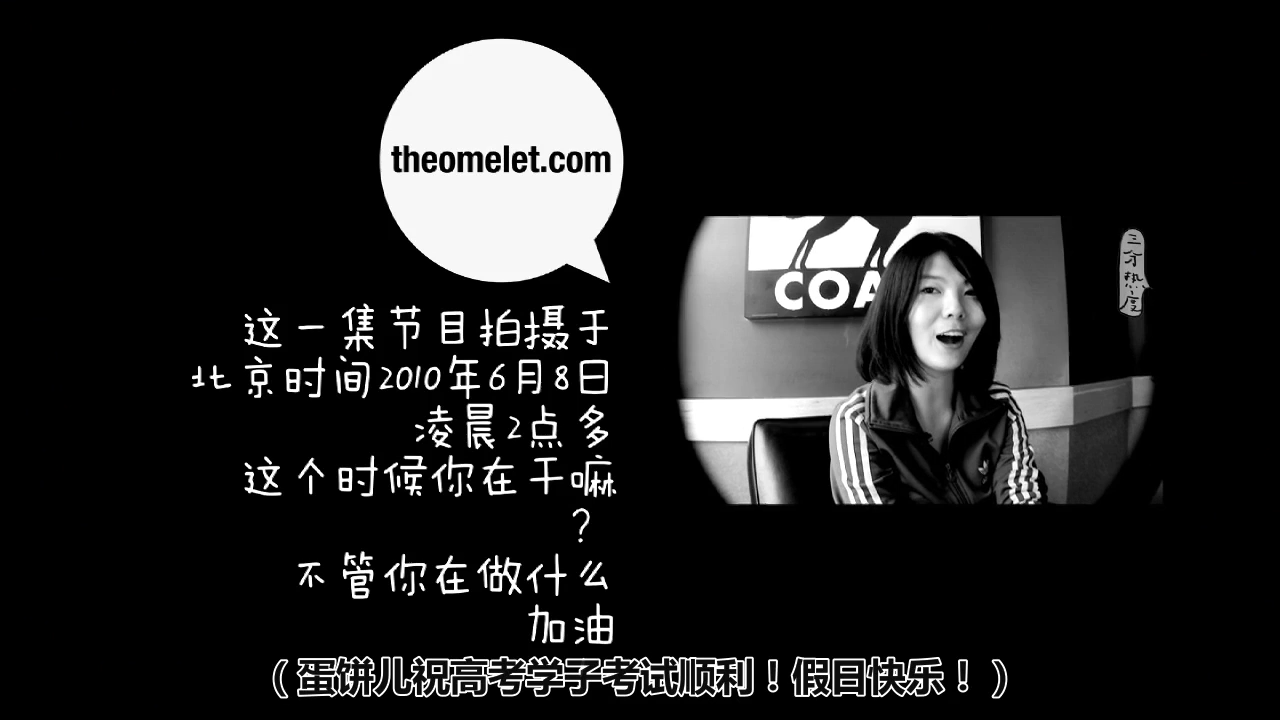 theomelet.com
这一集节目拍摄于
北京时间2010年6月8日
凌晨2点多
这个时候你在干嘛
？
不管你在做什么
加油
COA
三分热度
（蛋饼儿祝高考学子考试顺利！假日快乐！）